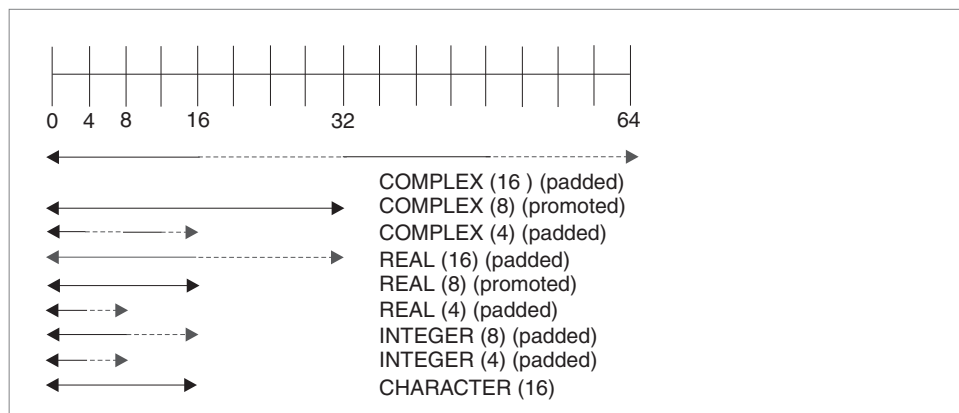 0 4 8 16 32 64
COMPLEX (16 ) (padded)
COMPLEX (8) (promoted)
COMPLEX (4) (padded)
REAL (16) (padded)
REAL (8) (promoted)
REAL (4) (padded)
INTEGER (8) (padded)
INTEGER (4) (padded)
CHARACTER (16)